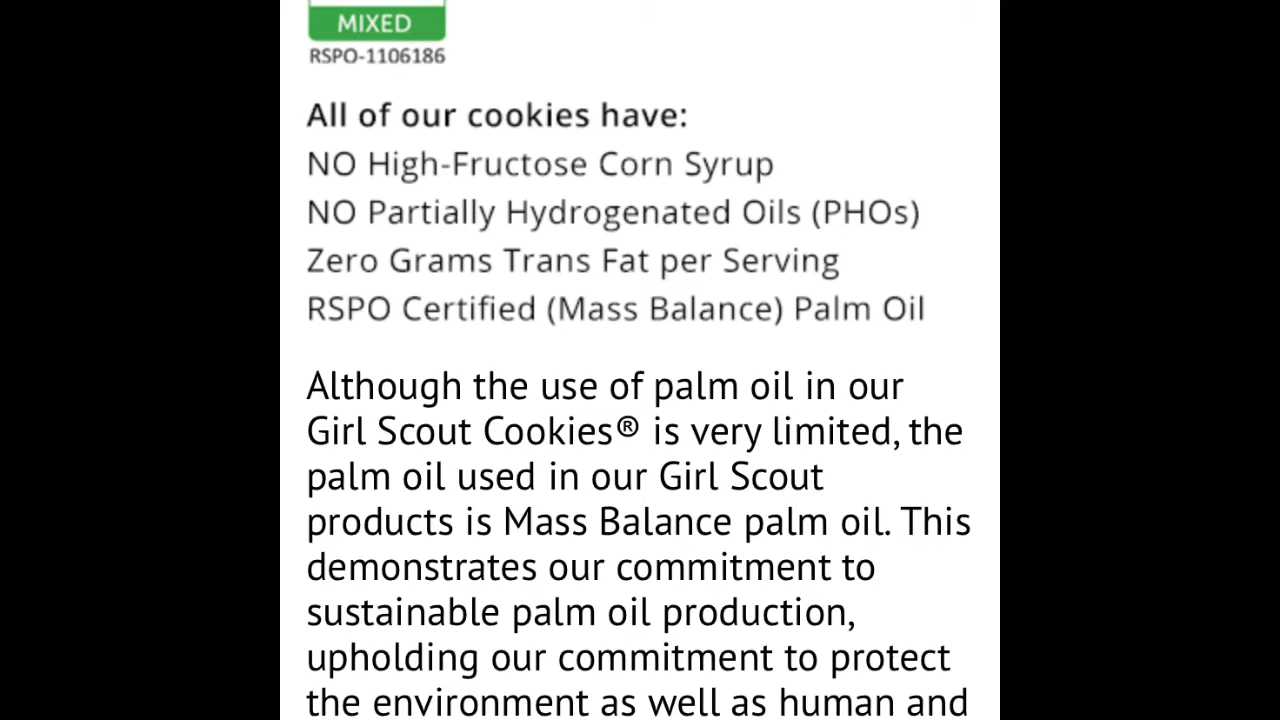 MIXED
RSPO-1106186
All of our cookies have:
NO High-Fructose Corn Syrup
NO Partially Hydrogenated Oils (PHOs)
Zero Grams Trans Fat per Serving
RSPO Certified (Mass Balance) Palm Oil
Although the use of palm oil in our
Girl Scout Cookies® is very limited, the
palm oil used in our Girl Scout
products is Mass Balance palm oil. This
demonstrates our commitment to
sustainable palm oil production,
upholding our commitment to protect
the environment as well as human and